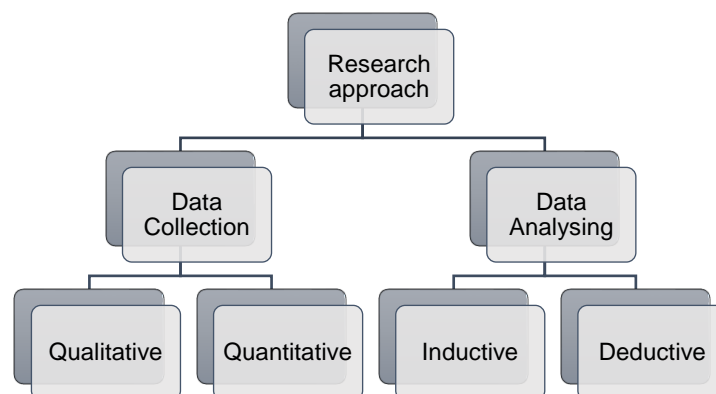 Research
approach
Data
Collection
Data
Analysing
Qualitative
Quantitative
Inductive
Deductive